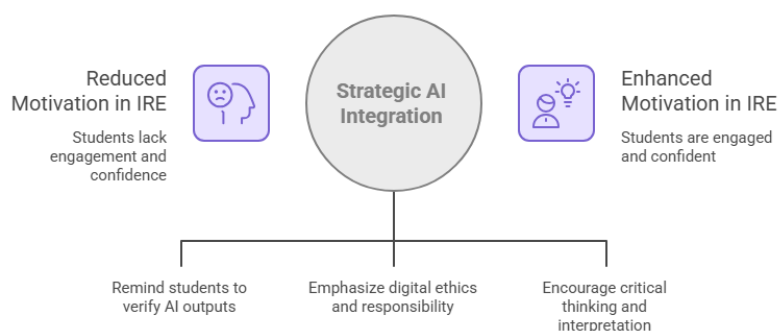 Reduced
Motivation in IRE
Students lack
engagement and
confidence
Strategic AI
Integration
Enhanced
Motivation in IRE
Students are engaged
and confident
Remind students to
verify AI outputs
Emphasize digital ethics
and responsibility
Encourage critical
thinking and
interpretation